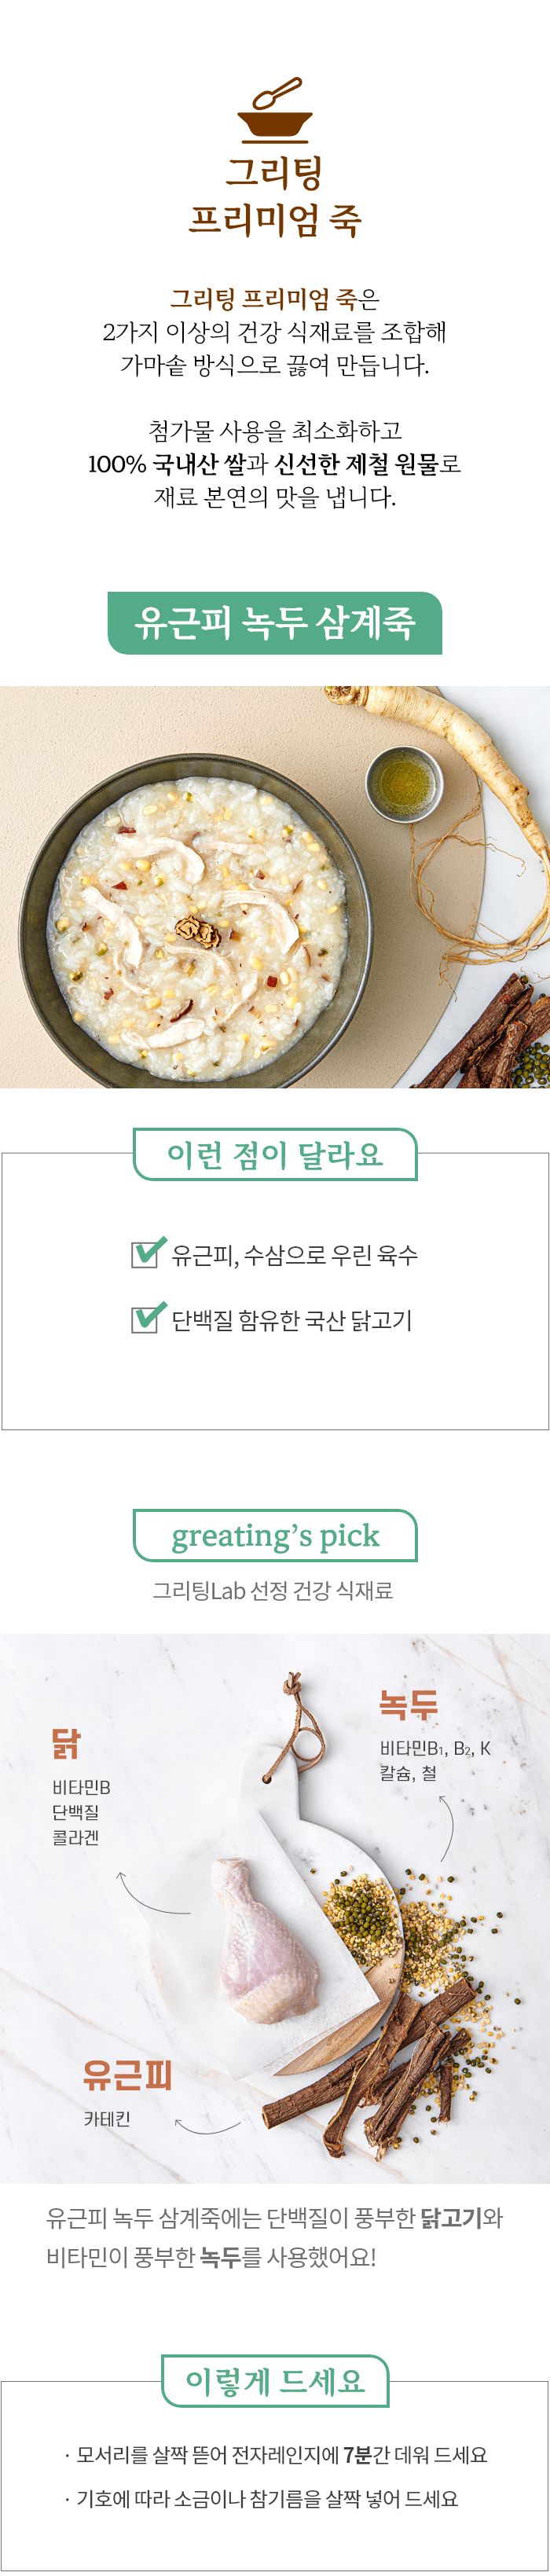 그리팅
프리미엄 죽
그리팅 프리미엄 죽은
2가지 이상의 건강 식재료를 조합해
가마솥 방식으로 끓여 만듭니다.
첨가물 사용을 최소화하고
100% 국내산 쌀과 신선한 제철 원물로
재료 본연의 맛을 냅니다.
유근피 녹두 삼계죽
이런 점이 달라요
유근피, 수삼으로 우린 육수
단백질 함유한 국산 닭고기
greating’s pick
그리팅Lab 선정 건강 식재료
녹두
비타민B₁, B₂, K
칼슘, 철
닭
비타민B
단백질
콜라겐
유근피
카테킨
유근피 녹두 삼계죽에는 단백질이 풍부한 닭고기와
비타민이 풍부한 녹두를 사용했어요!
이렇게 드세요
· 모서리를 살짝 뜯어 전자레인지에 7분간 데워 드세요
· 기호에 따라 소금이나 참기름을 살짝 넣어 드세요